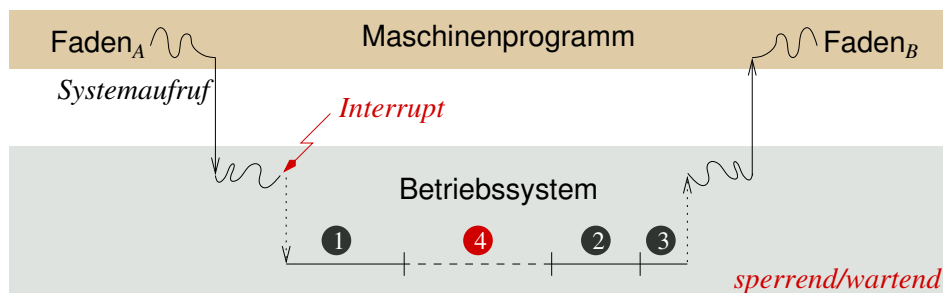 Faden_A Maschinenprogramm Faden_B
Systemaufruf
Interrupt
Betriebssystem
1 4 2 3
sperrend/wartend